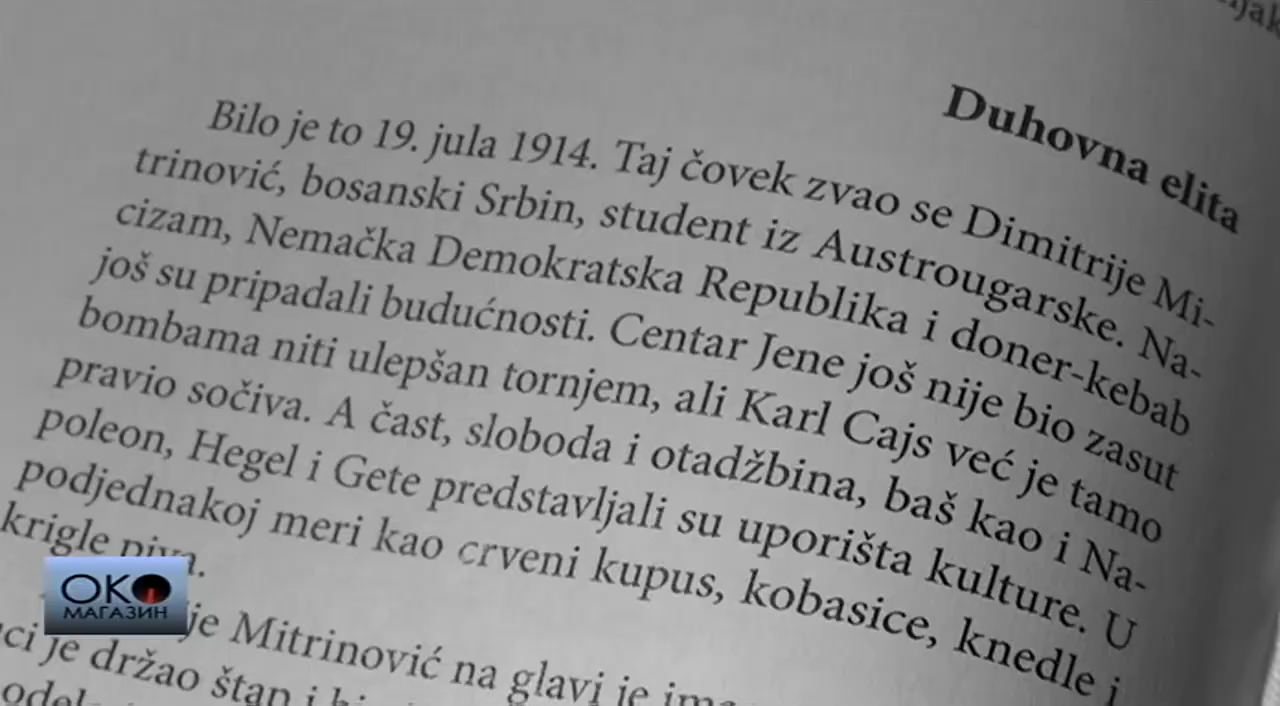 Duhovna elita
Bilo je to 19. jula 1914. Taj čovek zvao se Dimitrije Mi-
trinović, bosanski Srbin, student iz Austrougarske. Na-
cizam, Nemačka Demokratska Republika i doner-kebab
još su pripadali budućnosti. Centar Jene još nije bio zasut
bombama niti ulepšan tornjem, ali Karl Cajs već je tamo
pravio sočiva. A čast, sloboda i otadžbina, baš kao i Na-
poleon, Hegel i Gete predstavljali su uporišta kulture. U
podjednakoj meri kao crveni kupus, kobasice, knedle i
krigle piva.
Mitrinović na glavi je
je držao štap i
ОКО
МАГАЗИН